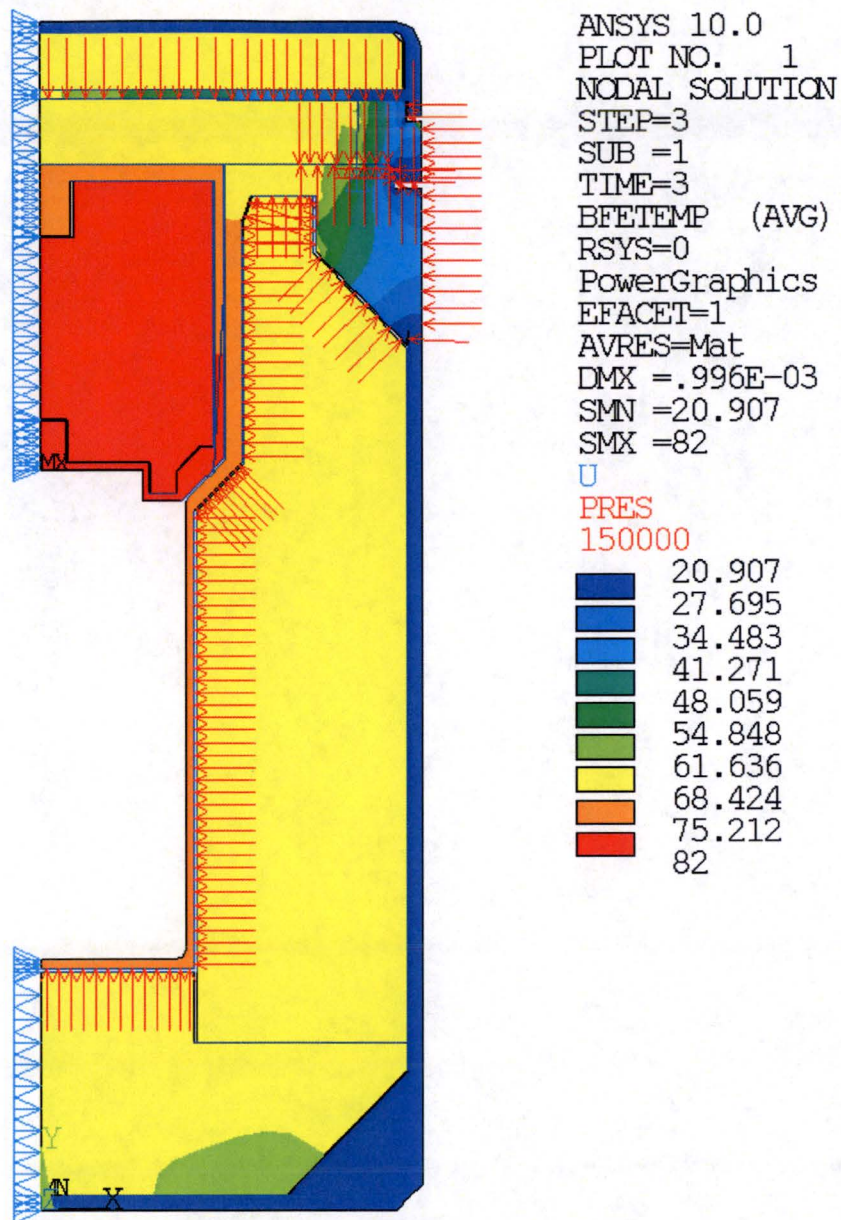 ANSYS 10.0
PLOT NO. 1
NODAL SOLUTION
STEP=3
SUB =1
TIME=3
BFETEMP (AVG)
RSYS=0
PowerGraphics
EFACET=1
AVRES=Mat
DMX =.996E-03
SMN =20.907
SMX =82
U
PRES
150000
20.907
27.695
34.483
41.271
48.059
54.848
61.636
68.424
75.212
82
MX
Y
MN
Z
X